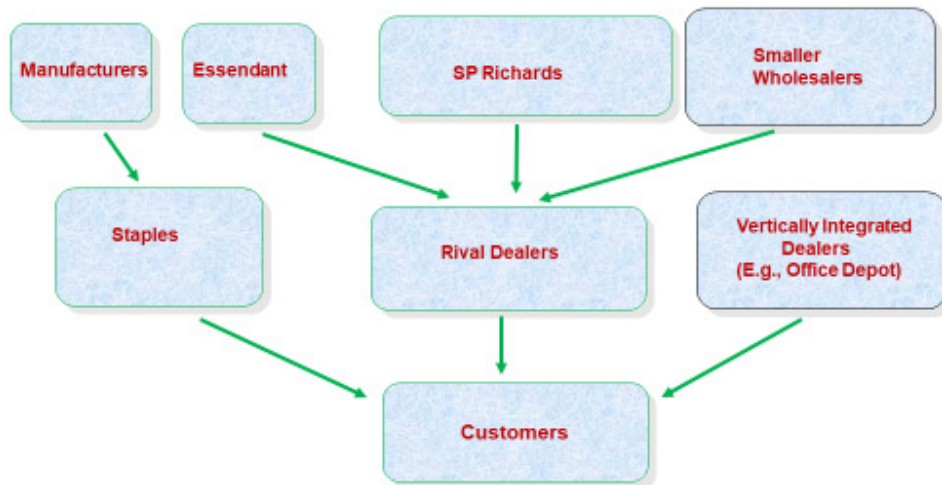 Manufacturers
Essendant
SP Richards
Smaller
Wholesalers
Staples
Rival Dealers
Vertically Integrated
Dealers
(E.g., Office Depot)
Customers